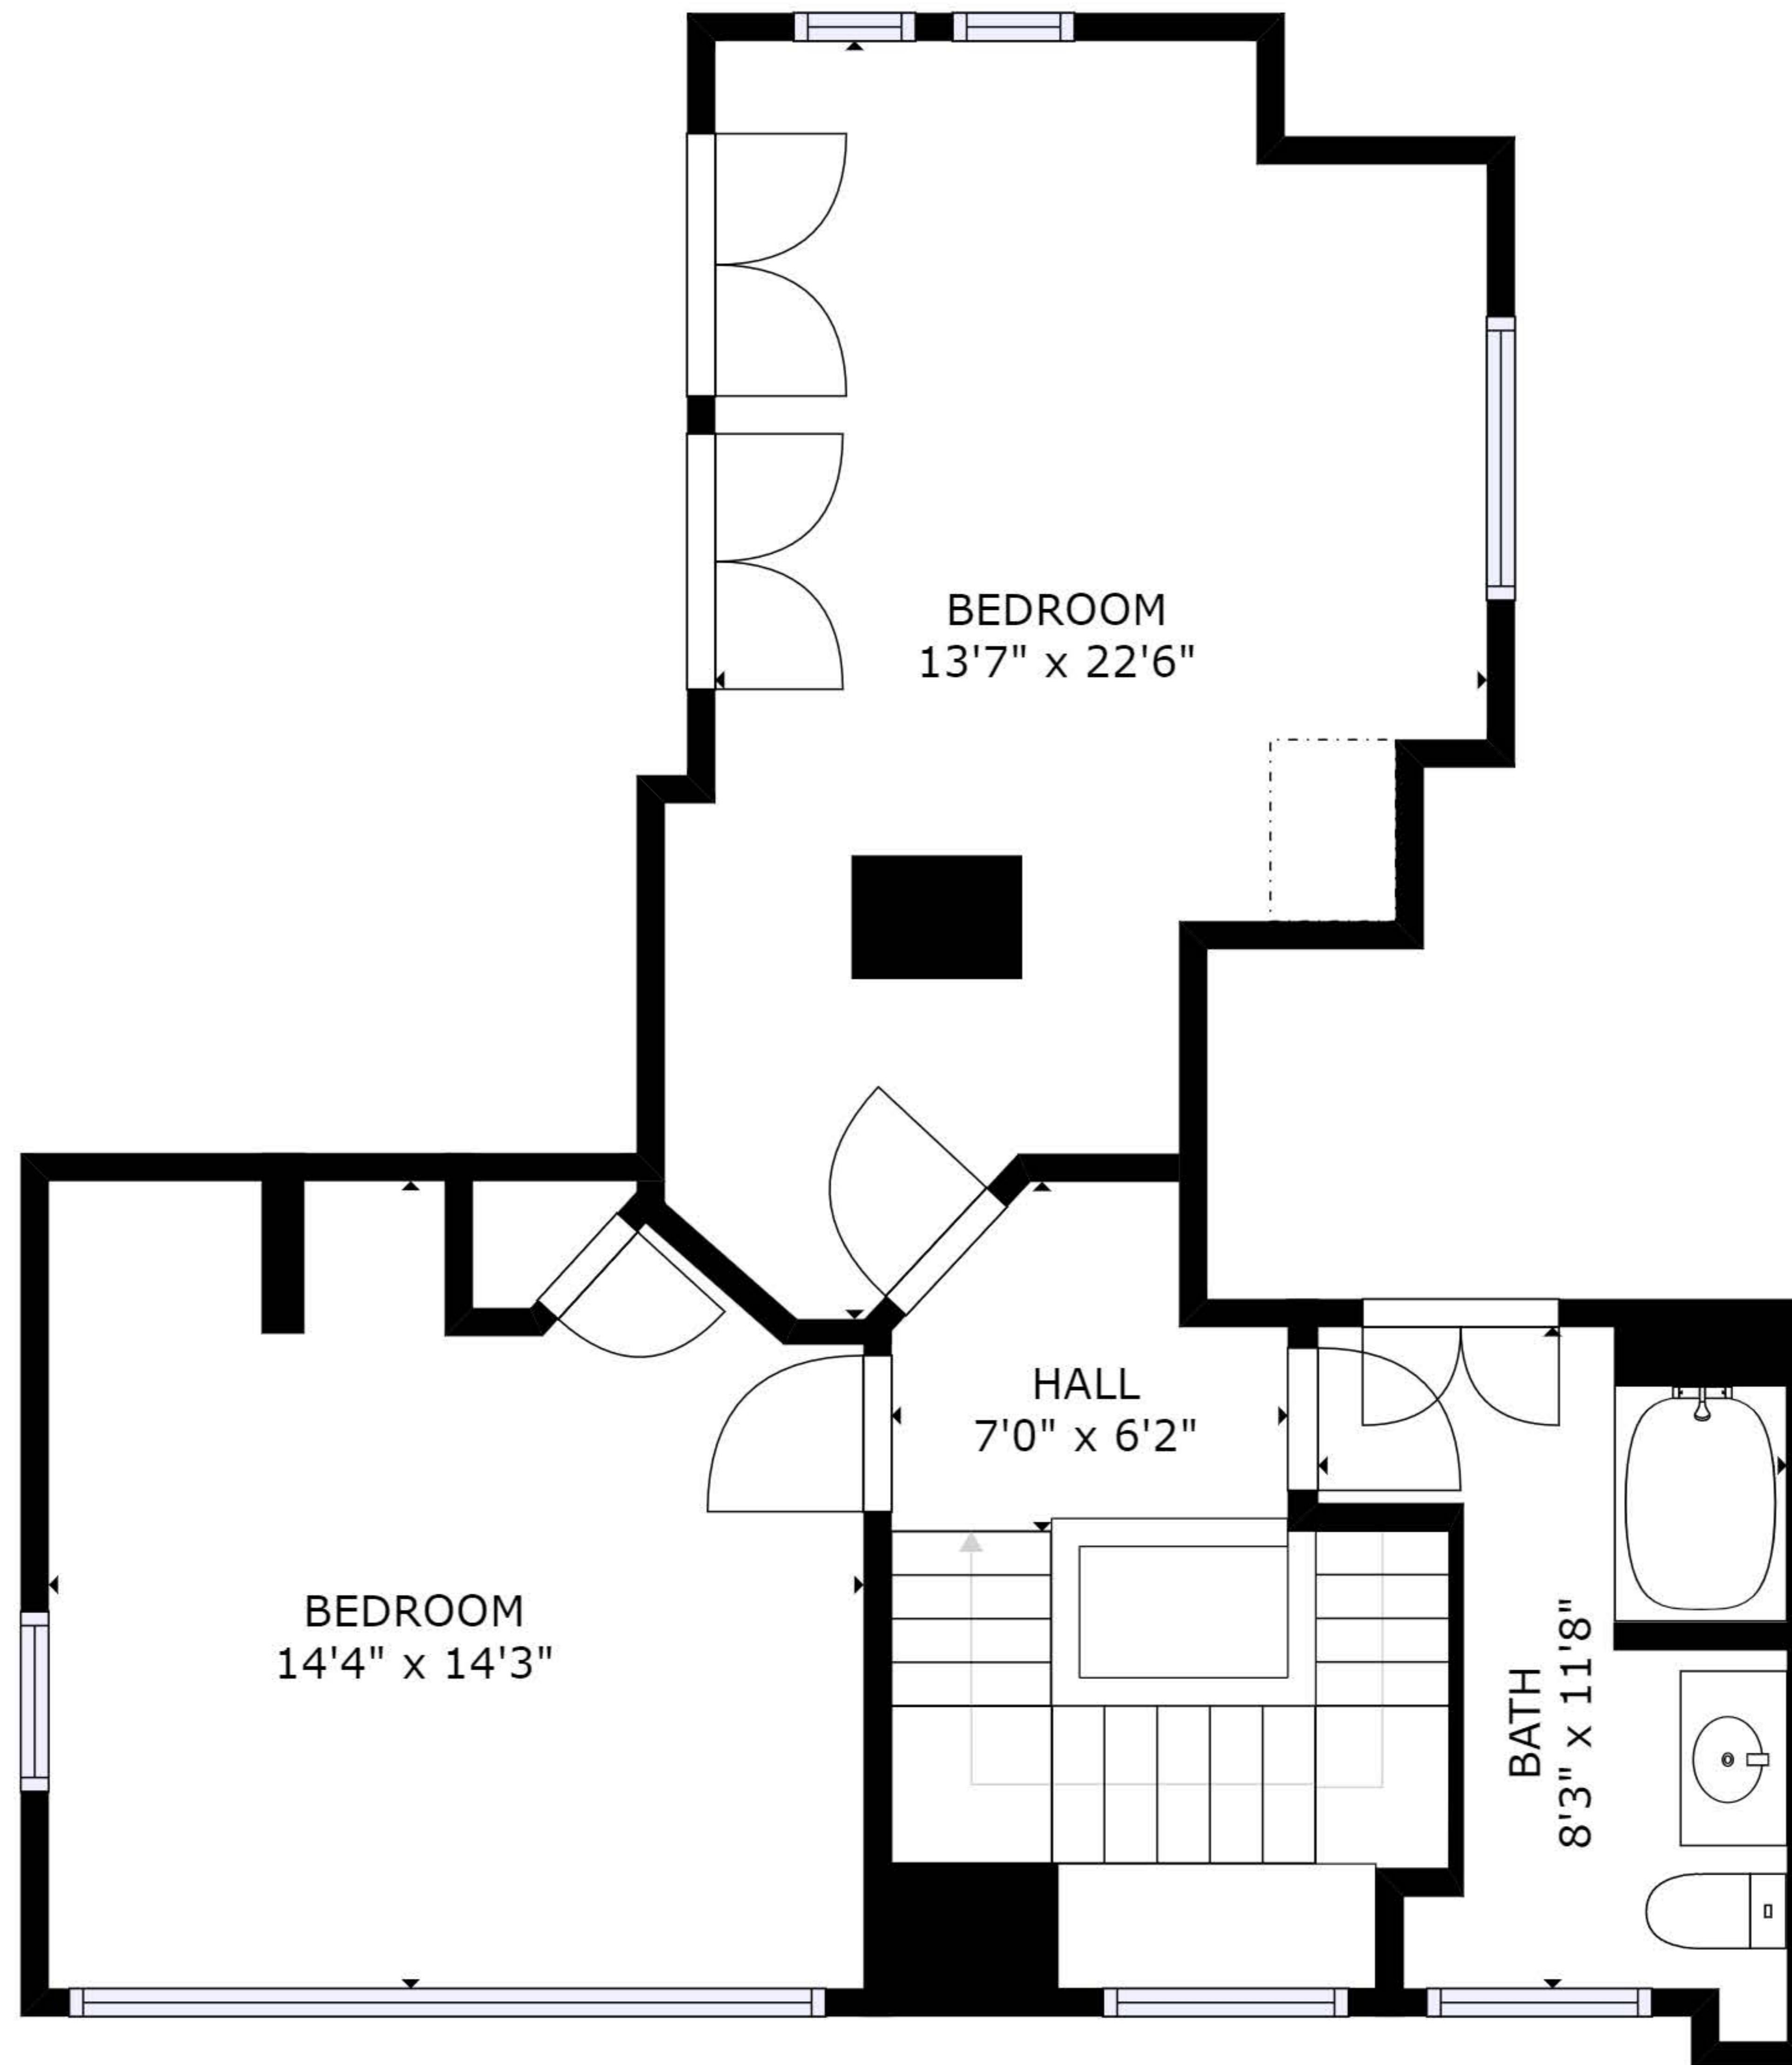 BEDROOM
13'7" x 22'6"
HALL
7'0" x 6'2"
BEDROOM
14'4" x 14'3"
BATH
8'3" x 11'8"